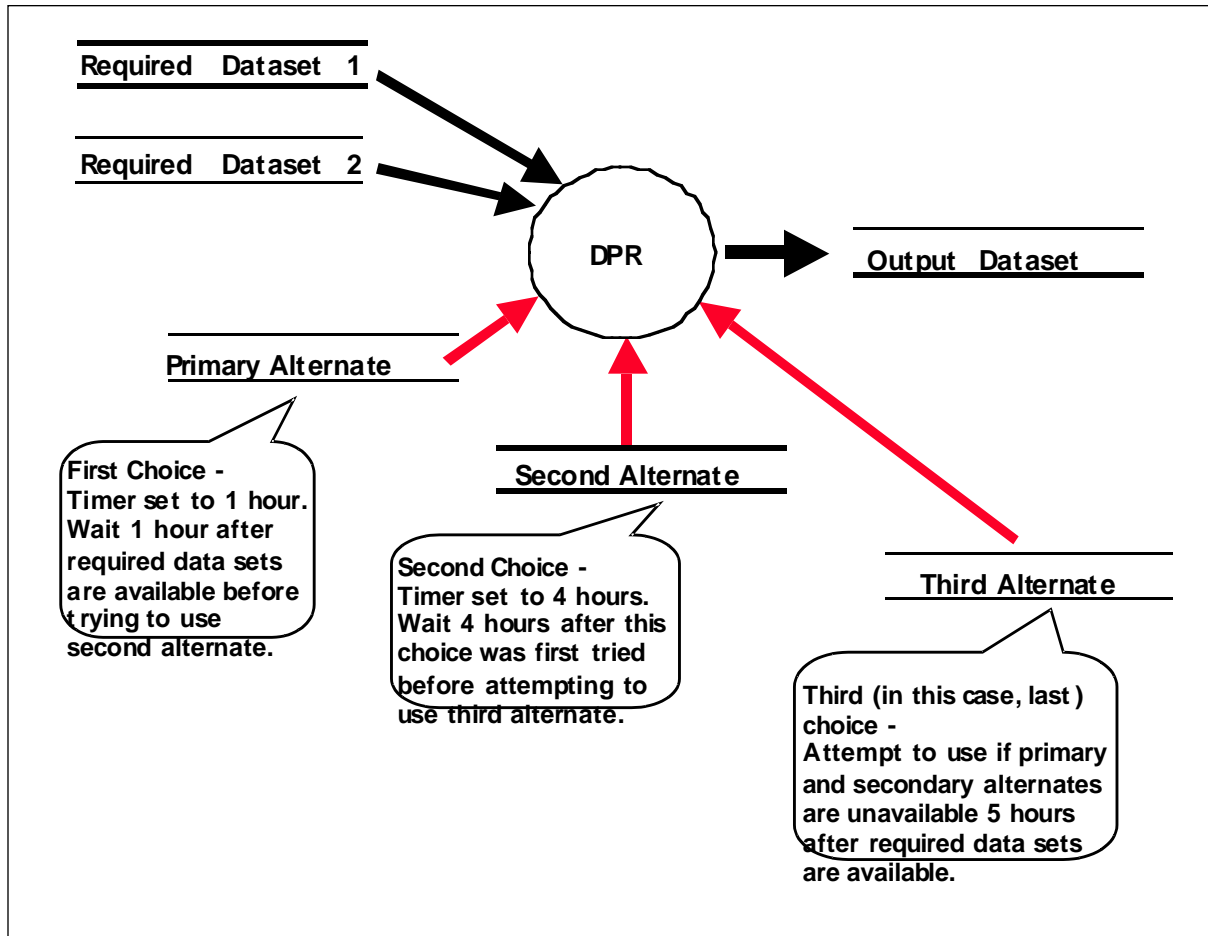 Required Dataset 1
Required Dataset 2
DPR
Output Dataset
Primary Alternate
First Choice -
Timer set to 1 hour.
Wait 1 hour after
required data sets
are available before
trying to use
second alternate.
Second Alternate
Second Choice -
Timer set to 4 hours.
Wait 4 hours after this
choice was first tried
before attempting to
use third alternate.
Third Alternate
Third (in this case, last)
choice -
Attempt to use if primary
and secondary alternates
are unavailable 5 hours
after required data sets
are available.